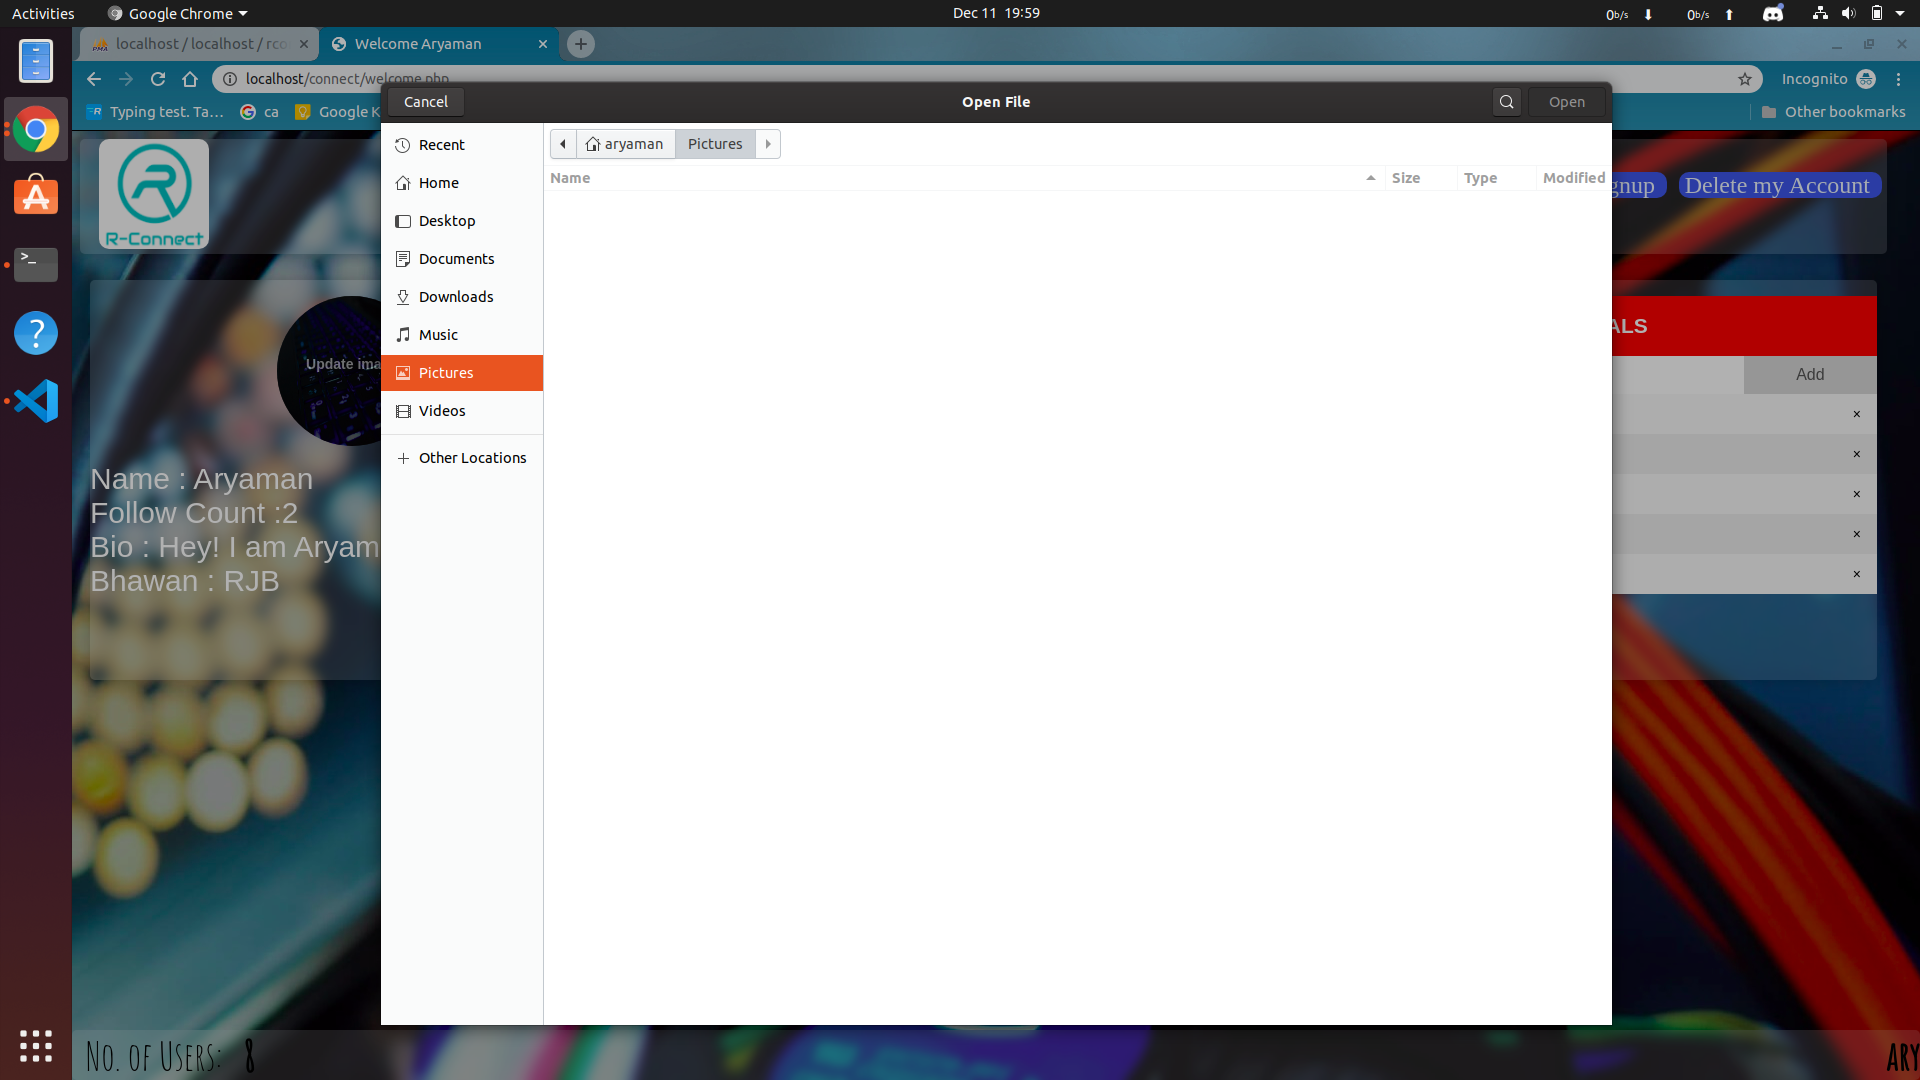 Activities
Google Chrome
Dec 11 19:59
0b/s
0b/s
localhost / localhost / rco
Welcome Aryaman
localhost/connect/welcome.php
Incognito
Typing test. Ta...
ca
Google K
Other bookmarks
Cancel
Open File
Open
Recent
Home
Desktop
Documents
Downloads
Music
Pictures
Videos
Other Locations
aryaman
Pictures
Name
Size
Type
Modified
R-Connect
gnup
Delete my Account
Update ima
ALS
Add
×
×
×
×
×
Name : Aryaman
Follow Count :2
Bio : Hey! I am Aryam
Bhawan : RJB
No. of Users: 8
ARY